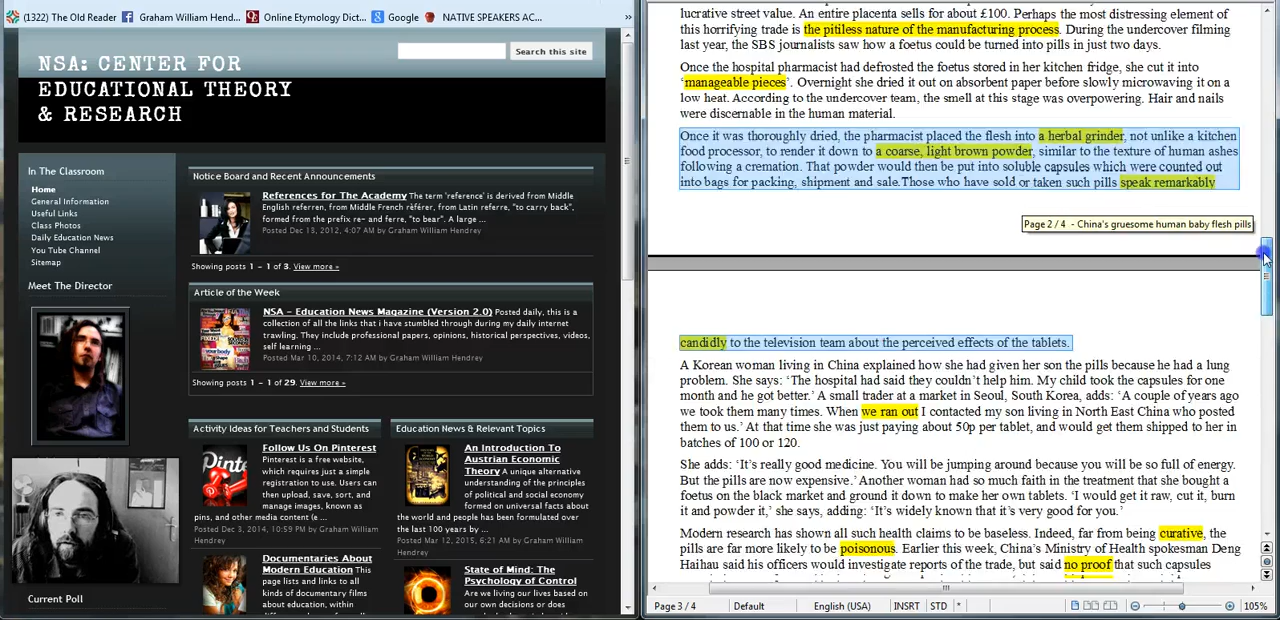 (1322) The Old Reader
Graham William Hend...
Online Etymology Dict...
Google
NATIVE SPEAKERS AC...
»
Search this site
NSA: CENTER FOR
EDUCATIONAL THEORY
& RESEARCH
In The Classroom
Home
General Information
Useful Links
Class Photos
Daily Education News
You Tube Channel
Sitemap
Meet The Director
Current Poll
Notice Board and Recent Announcements
References For The Academy The term 'reference' is derived from Middle
English referren, from Middle French référer, from Latin referre, "to carry back",
formed from the prefix re- and ferre, "to bear". A large ...
Posted Dec 13, 2012, 4:07 AM by Graham William Hendrey
Showing posts 1 - 1 of 3. View more »
Article of the Week
NSA - Education News Magazine (Version 2.0) Posted daily, this is a
collection of all the links that i have stumbled through during my daily internet
trawling. They include professional papers, opinions, historical perspectives, videos,
self learning ...
Posted Mar 10, 2014, 7:12 AM by Graham William Hendrey
Showing posts 1 - 1 of 29. View more »
Activity Ideas for Teachers and Students
Follow Us On Pinterest
Pinterest is a free website,
which requires just a simple
registration to use. Users can
then upload, save, sort, and
manage images, known as
pins, and other media content (e ...
Posted Dec 3, 2014, 10:59 PM by Graham William
Hendrey
Documentaries About
Modern Education This
page lists and links to all
kinds of documentary films
about education, within
Education News & Relevant Topics
An Introduction To
Austrian Economic
Theory A unique alternative
understanding of the
principles of political and social economy
formed on universal facts about
the world and people has been formulated over
the last 100 years by ...
Posted Mar 12, 2015, 6:21 AM by Graham William
Hendrey
State of Mind: The
Psychology of Control
Are we living our lives based on
our own decisions or does
lucrative street value. An entire placenta sells for about £100. Perhaps the most distressing element of
this horrifying trade is the pitiless nature of the manufacturing process. During the undercover filming
last year, the SBS journalists saw how a foetus could be turned into pills in just two days.
Once the hospital pharmacist had defrosted the foetus stored in her kitchen fridge, she cut it into
‘manageable pieces’. Overnight she dried it out on absorbent paper before slowly microwaving it on a
low heat. According to the undercover team, the smell at this stage was overpowering. Hair and nails
were discernable in the human material.
Once it was thoroughly dried, the pharmacist placed the flesh into a herbal grinder, not unlike a kitchen
food processor, to render it down to a coarse, light brown powder, similar to the texture of human ashes
following a cremation. That powder would then be put into soluble capsules which were counted out
into bags for packing, shipment and sale.Those who have sold or taken such pills speak remarkably
Page 2 / 4 - China's gruesome human baby flesh pills
candidly to the television team about the perceived effects of the tablets.
A Korean woman living in China explained how she had given her son the pills because he had a lung
problem. She says: ‘The hospital had said they couldn’t help him. My child took the capsules for one
month and he got better.’ A small trader at a market in Seoul, South Korea, adds: ‘A couple of years ago
we took them many times. When we ran out I contacted my son living in North East China who posted
them to us.’ At that time she was just paying about 50p per tablet, and would get them shipped to her in
batches of 100 or 120.
She adds: ‘It’s really good medicine. You will be jumping around because you will be so full of energy.
But the pills are now expensive.’ Another woman had so much faith in the treatment that she bought a
foetus on the black market and ground it down to make her own tablets. ‘I would get it raw, cut it, burn
it and powder it,’ she says, adding: ‘It’s widely known that it’s very good for you.’
Modern research has shown all such health claims to be baseless. Indeed, far from being curative, the
pills are far more likely to be poisonous. Earlier this week, China’s Ministry of Health spokesman Deng
Haihau said his officers would investigate reports of the trade, but said no proof that such capsules
Page 3 / 4
Default
English (USA)
INSRT
STD
*
105%